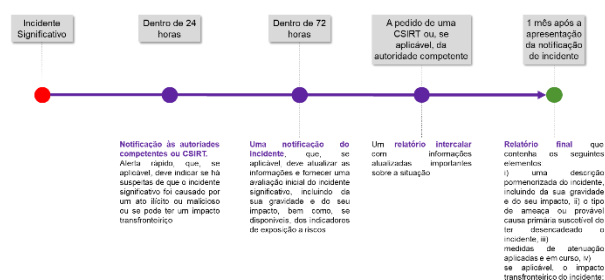 Incidente
Significativo
Dentro de 24
horas
Dentro de 72
horas
A pedido de uma
CSIRT ou, se
aplicável, da
autoridade competente
1 mês após a
apresentação
da notificação
de incidente
Notificação às autoriades
competentes ou CSIRT.
Alerta rápido, que, se
aplicável, deve indicar se há
suspeitas de que o incidente
significativo foi causado por
um ato ilícito ou malicioso
ou se pode ter um impacto
transfronteiriço
Uma notificação do
incidente, que, se
aplicável, deve atualizar as
informações e fornecer uma
avaliação inicial do incidente
significativo, incluindo da
sua gravidade e do seu
impacto, bem como, se
disponíveis, dos indicadores
de exposição a riscos
Um relatório intercalar
com informações
atualizadas importantes
sobre a situação
Relatório final que
contenha os seguintes
elementos
i) uma descrição
pormenorizada do incidente,
incluindo da sua gravidade
e do seu impacto, ii) o tipo
de ameaça ou provável
causa primária suscetível de
ter desencadeado o
incidente, iii)
medidas de atenuação
aplicadas e em curso, iv)
se aplicável, o impacto
transfronteiriço do incidente;